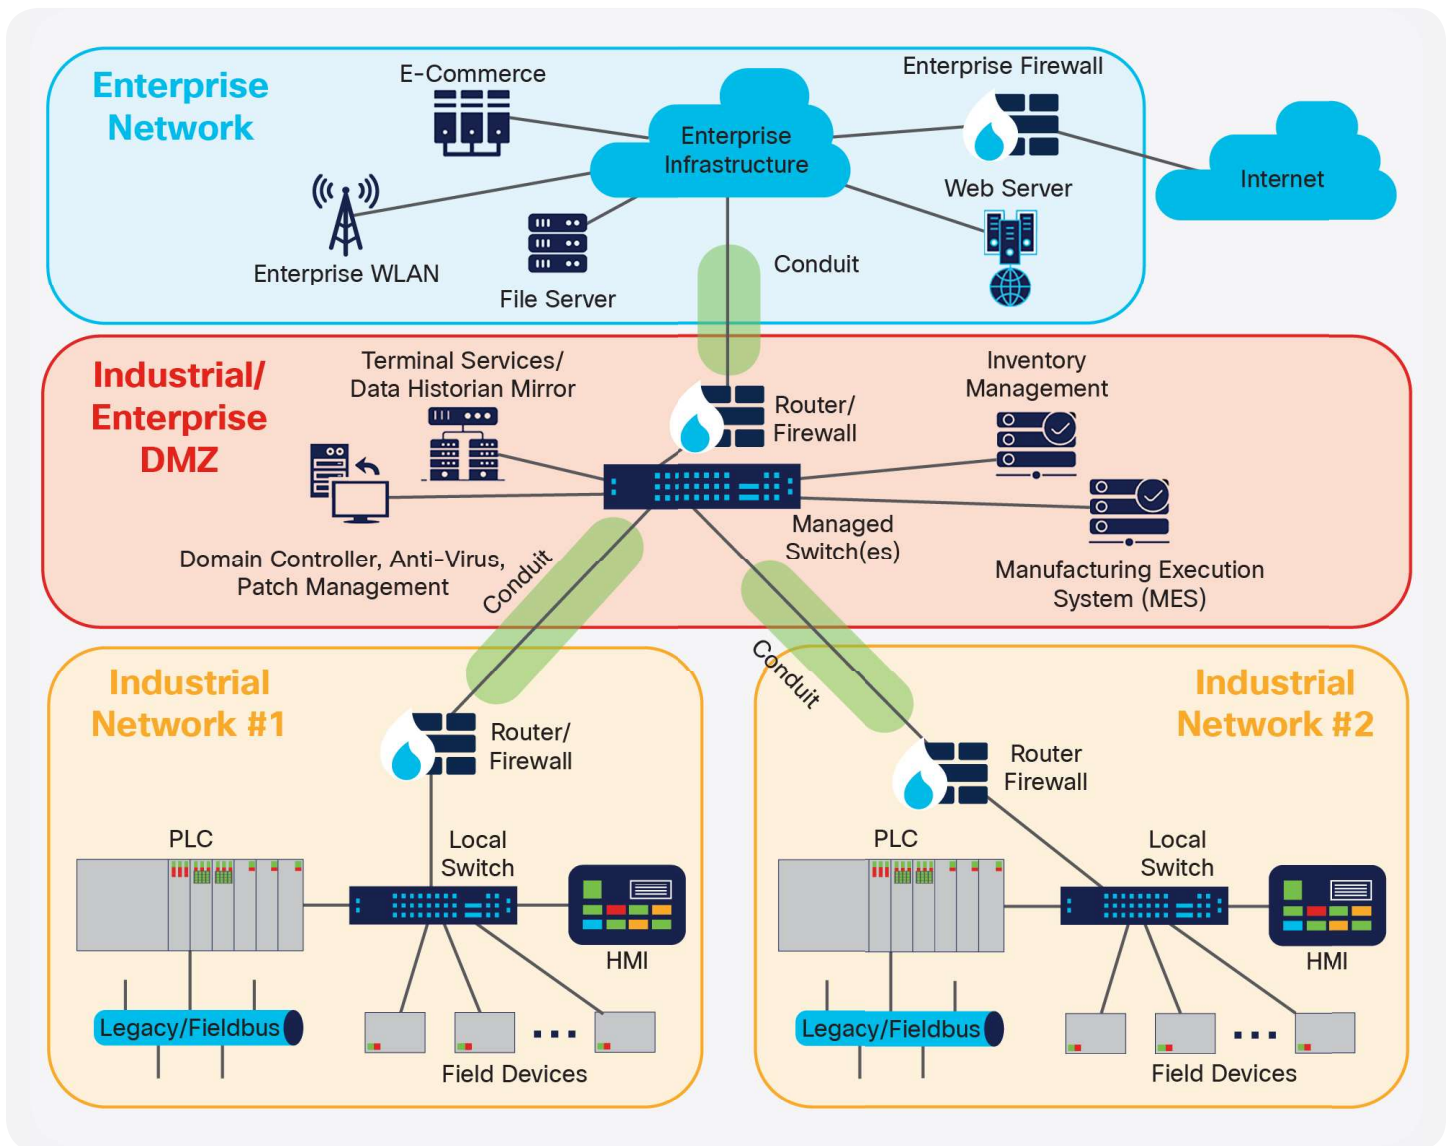 Enterprise
Network
E-Commerce
Enterprise
Infrastructure
Enterprise Firewall
Internet
Web Server
Enterprise WLAN
File Server
Conduit
Industrial/
Enterprise
DMZ
Terminal Services/
Data Historian Mirror
Router/
Firewall
Inventory
Management
Managed
Switch(es)
Domain Controller, Anti-Virus,
Patch Management
Manufacturing Execution
System (MES)
Conduit
Conduit
Industrial
Network #1
Router/
Firewall
PLC
Local
Switch
HMI
Legacy/Fieldbus
Field Devices
Industrial
Network #2
Router
Firewall
PLC
Local
Switch
HMI
Legacy/Fieldbus
Field Devices